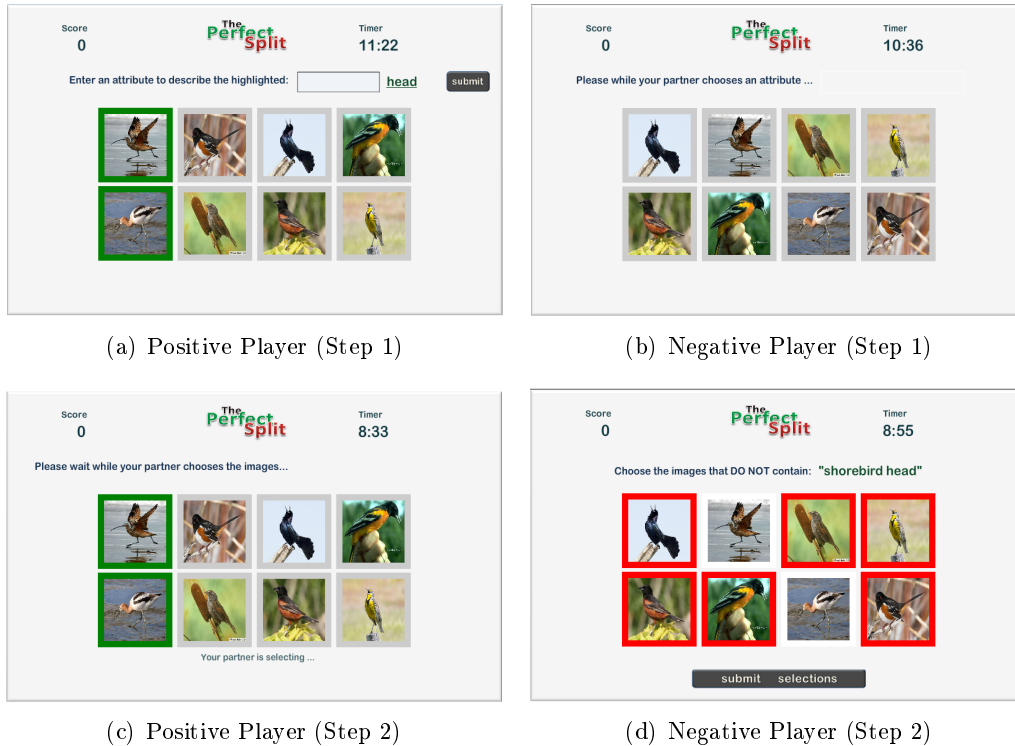 Score
0
The
Perfect
Split
Timer
11:22
Enter an attribute to describe the highlighted: head submit
(a) Positive Player (Step 1)
Score
0
The
Perfect
Split
Timer
10:36
Please while your partner chooses an attribute ...
(b) Negative Player (Step 1)
Score
0
The
Perfect
Split
Timer
8:33
Please wait while your partner chooses the images...
Your partner is selecting ...
(c) Positive Player (Step 2)
Score
0
The
Perfect
Split
Timer
8:55
Choose the images that DO NOT contain: "shorebird head"
submit selections
(d) Negative Player (Step 2)